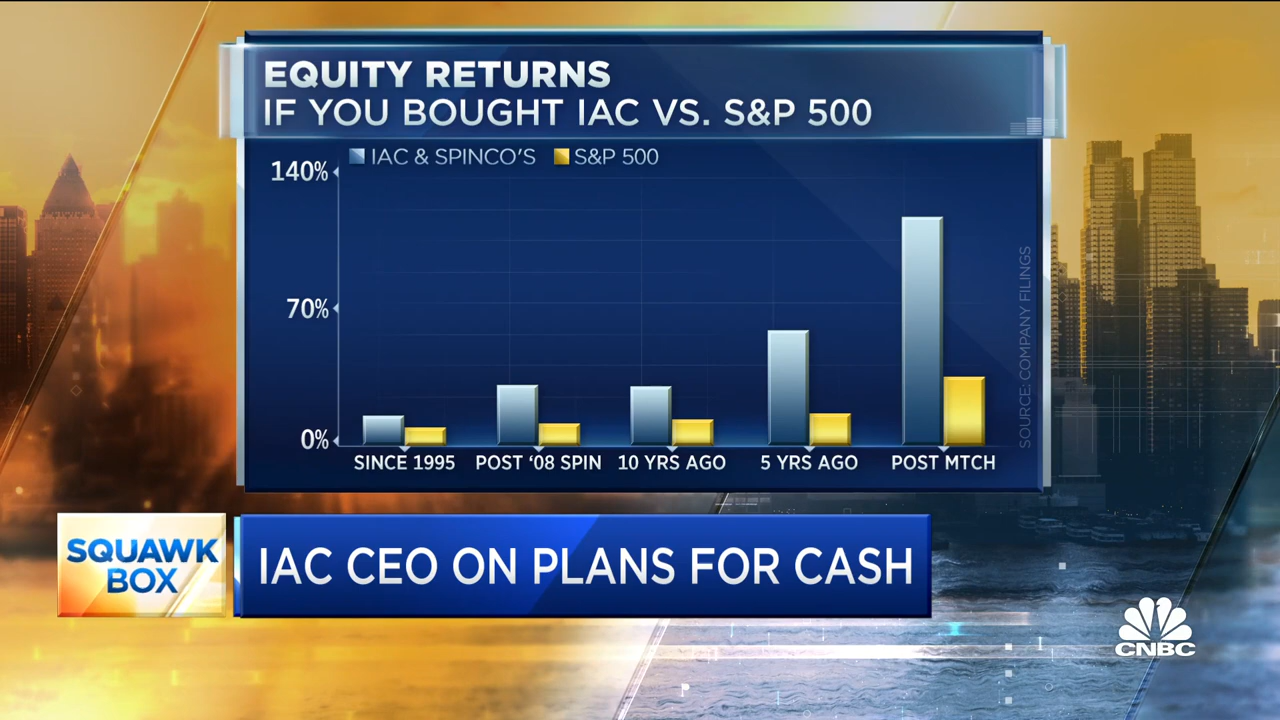 EQUITY RETURNS
IF YOU BOUGHT IAC VS. S&P 500
IAC & SPINCO'S S&P 500
140%
70%
0%
SINCE 1995 POST ‘08 SPIN 10 YRS AGO 5 YRS AGO POST MTCH
SOURCE: COMPANY FILINGS
SQUAWK
BOX
IAC CEO ON PLANS FOR CASH
CNBC